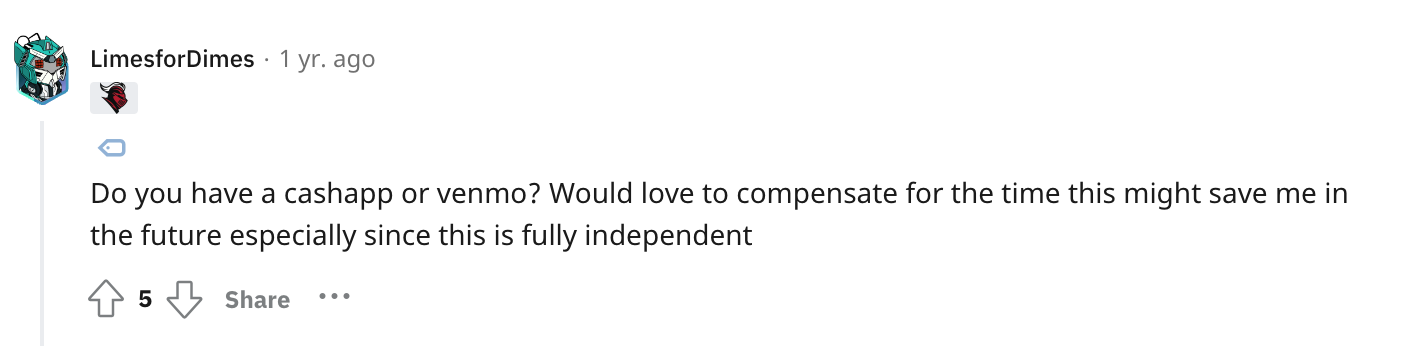 LimesforDimes · 1 yr. ago
Do you have a cashapp or venmo? Would love to compensate for the time this might save me in
the future especially since this is fully independent
5 Share ···